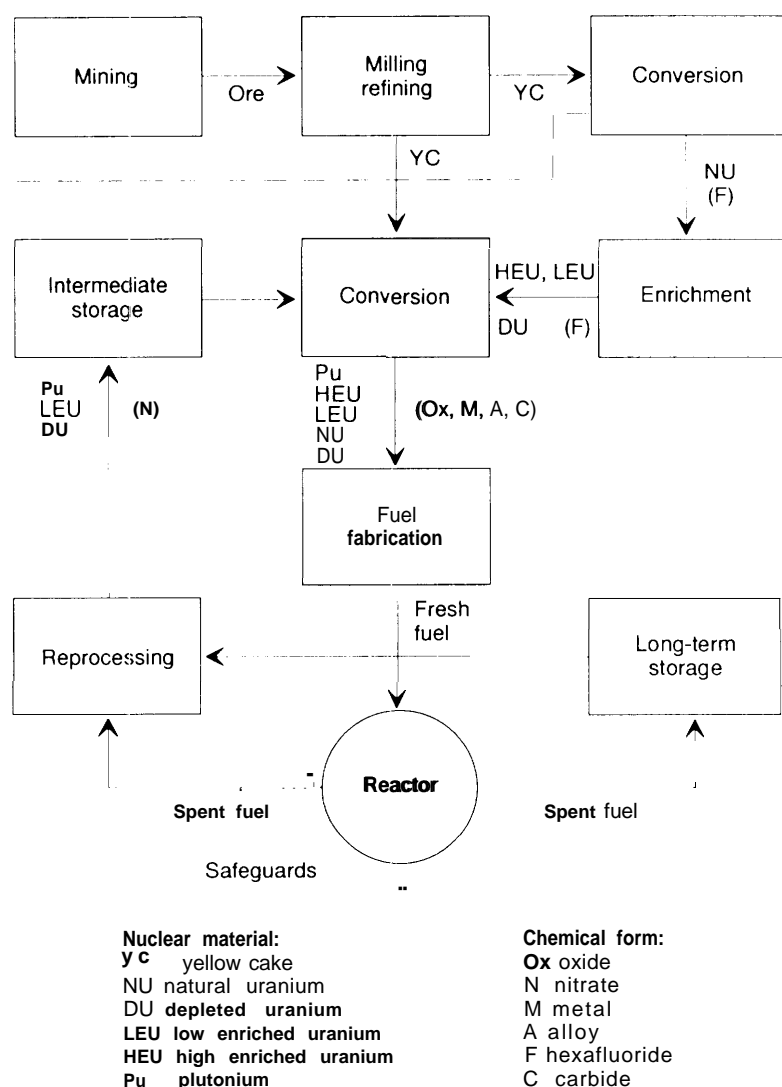 Mining
Ore
Milling
refining
YC
Conversion
YC
NU
(F)
Intermediate
storage
Conversion
HEU, LEU
DU (F)
Enrichment
Pu
LEU
DU
(N)
Pu
HEU
LEU
NU
DU
(Ox, M, A, C)
Fuel
fabrication
Fresh
fuel
Reprocessing
Long-term
storage
Reactor
Spent fuel
Spent fuel
Safeguards
Nuclear material:
yc yellow cake
NU natural uranium
DU depleted uranium
LEU low enriched uranium
HEU high enriched uranium
Pu plutonium
Chemical form:
Ox oxide
N nitrate
M metal
A alloy
F hexafluoride
C carbide